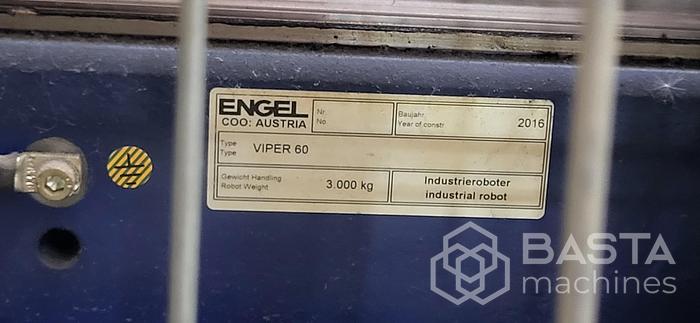 ENGEL
COO: AUSTRIA
Nr.
No.
Baujahr
Year of constr.
2016
Type
Type
VIPER 60
Gewicht Handling
Robot Weight
3.000 kg
Industrieroboter
industrial robot
BASTA
machines